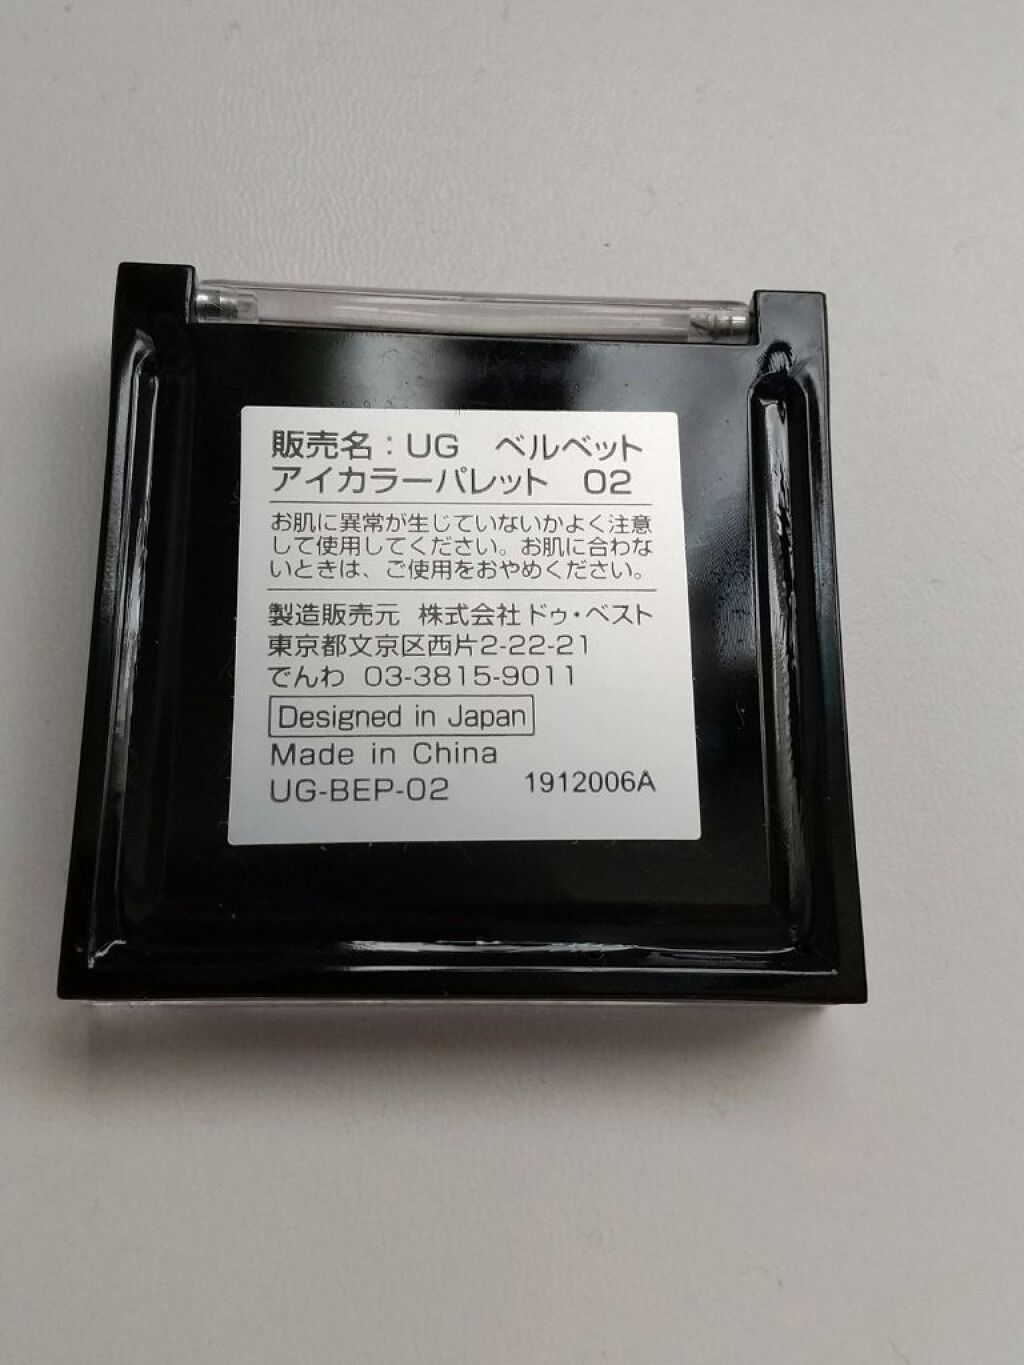 販売名：UG　ベルベット
アイカラーパレット　02
お肌に異常が生じていないかよく注意
して使用してください。お肌に合わな
いときは、ご使用をおやめください。
製造販売元　株式会社ドゥ・ベスト
東京都文京区西片2-22-21
でんわ 03-3815-9011
Designed in Japan
Made in China
UG-BEP-02　1912006A